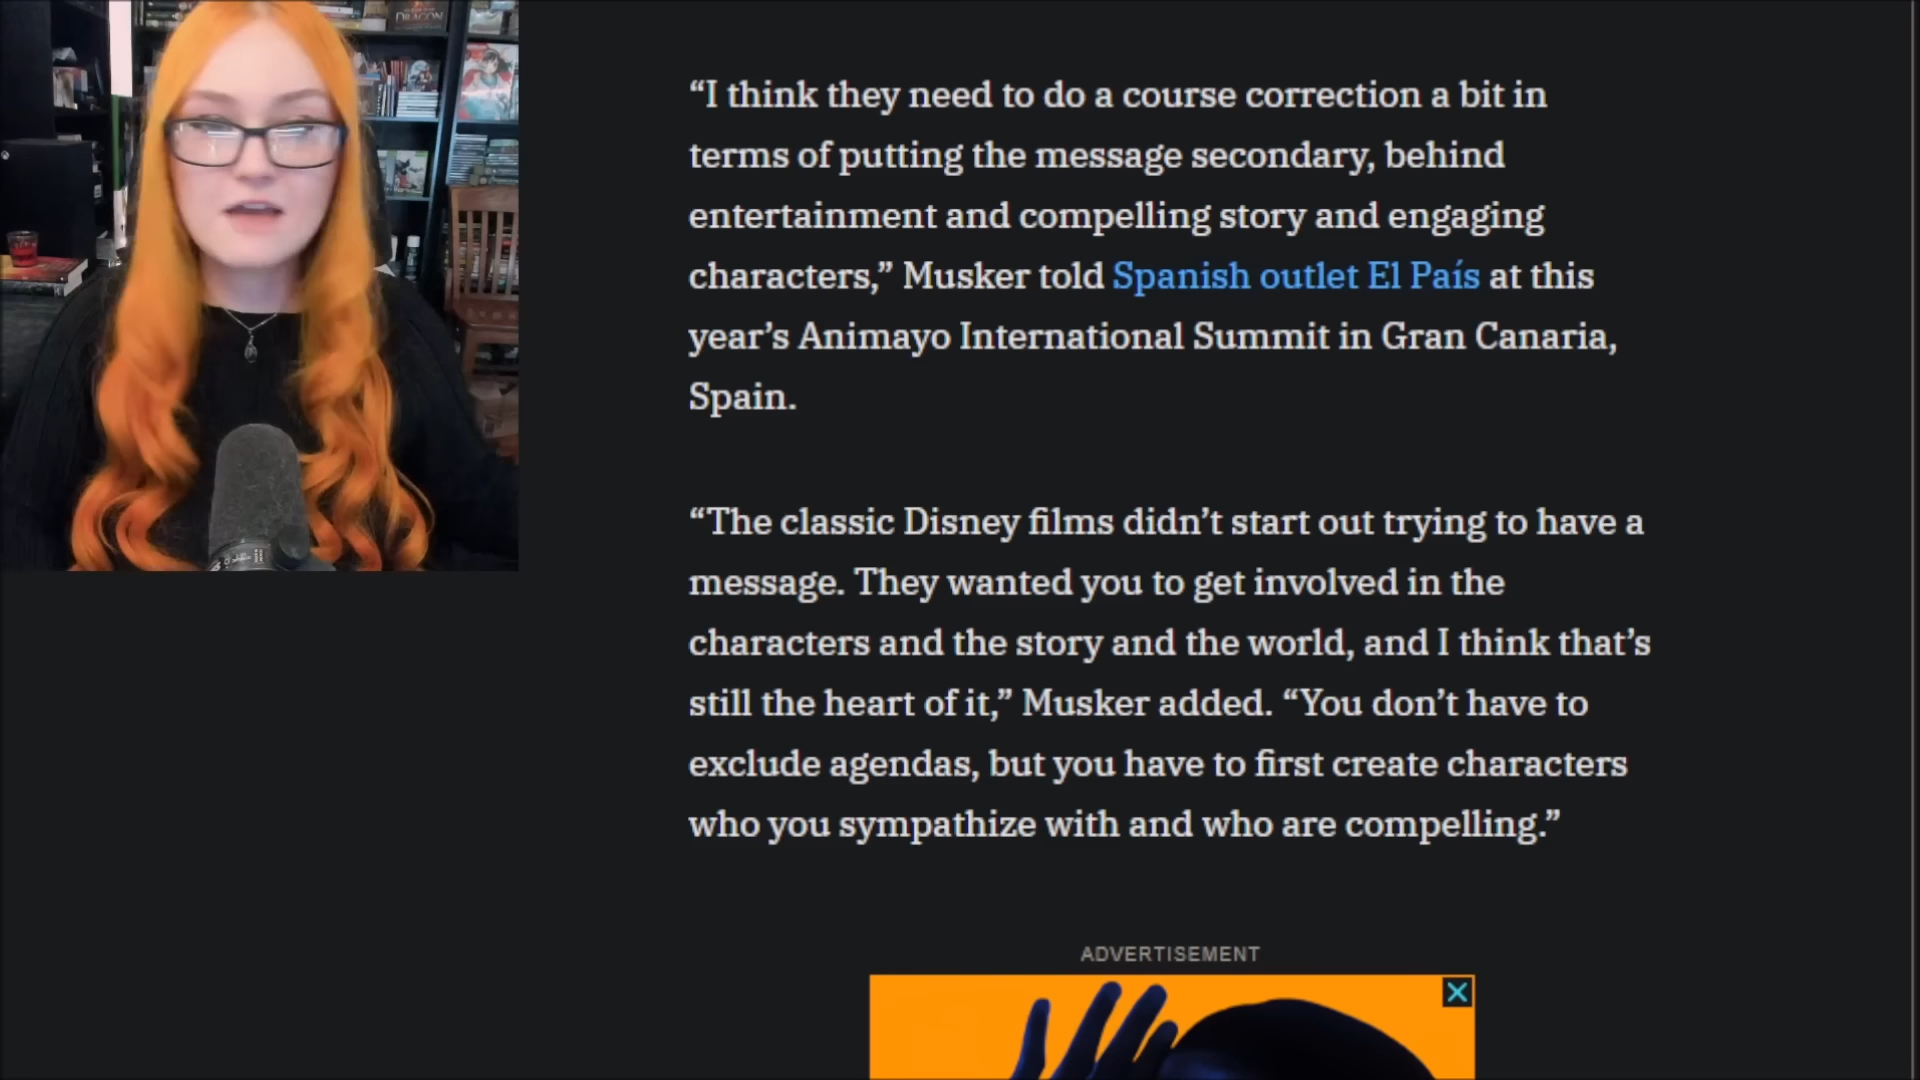 DRAGON
“I think they need to do a course correction a bit in
terms of putting the message secondary, behind
entertainment and compelling story and engaging
characters,” Musker told Spanish outlet El País at this
year’s Animayo International Summit in Gran Canaria,
Spain.
“The classic Disney films didn’t start out trying to have a
message. They wanted you to get involved in the
characters and the story and the world, and I think that’s
still the heart of it,” Musker added. “You don’t have to
exclude agendas, but you have to first create characters
who you sympathize with and who are compelling.”
ADVERTISEMENT